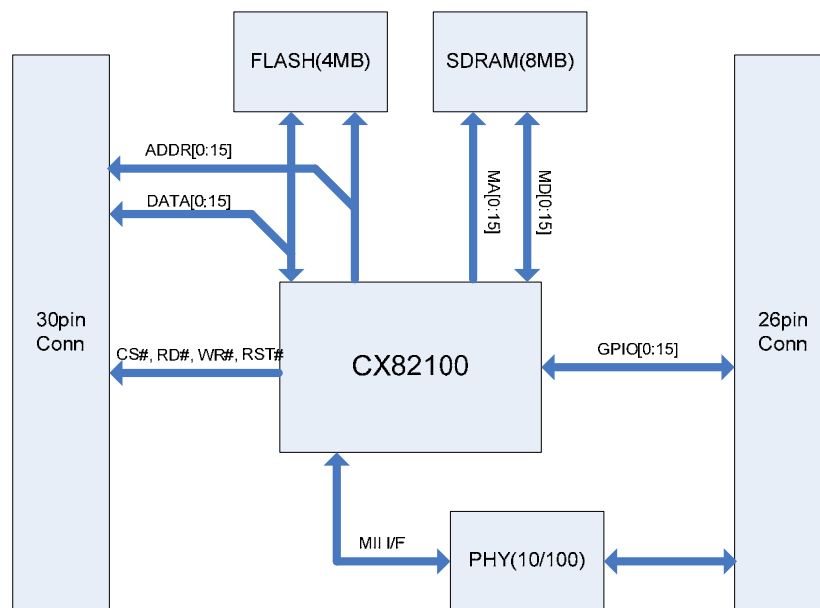 FLASH(4MB)
SDRAM(8MB)
ADDR[0:15]
DATA[0:15]
MA[0:15]
MD[0:15]
30pin
Conn
CS#, RD#, WR#, RST#
CX82100
GPIO[0:15]
26pin
Conn
MII I/F
PHY(10/100)